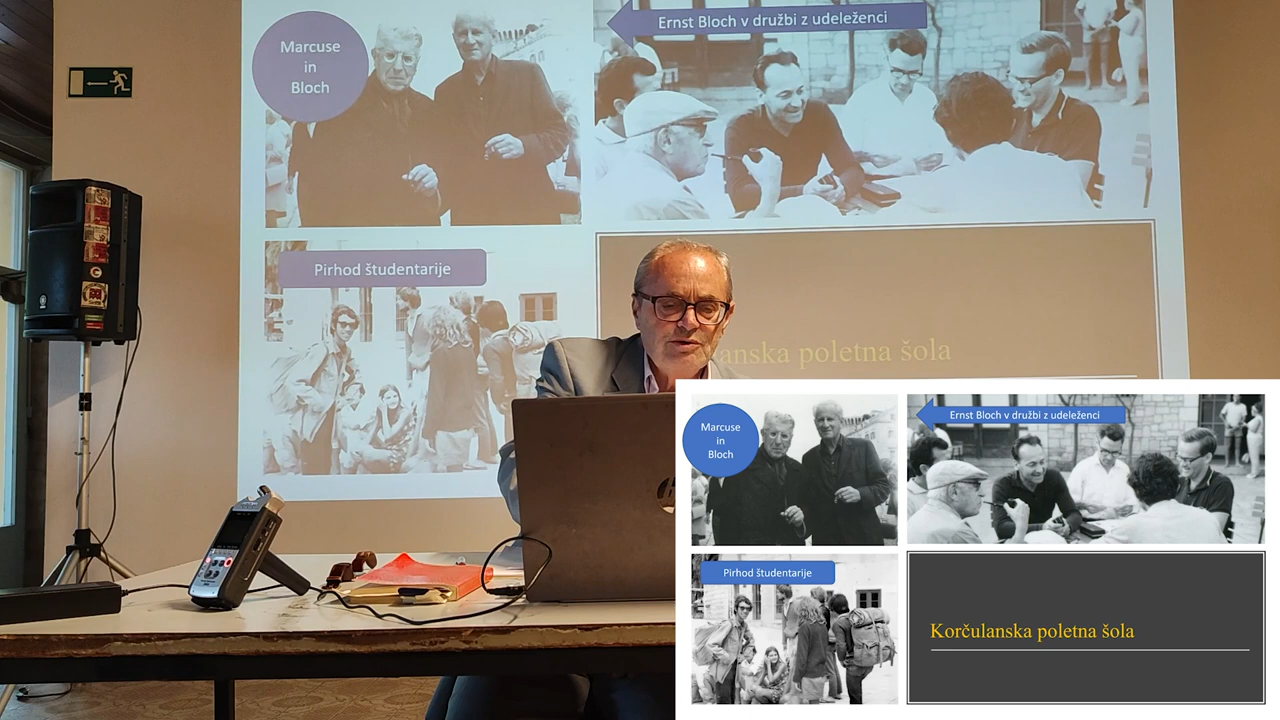 Marcuse
in
Bloch
Ernst Bloch v družbi z udeleženci
Pirhod študentarije
anska poletna šola
Marcuse
in
Bloch
Ernst Bloch v družbi z udeleženci
Pirhod študentarije
Korčulanska poletna šola